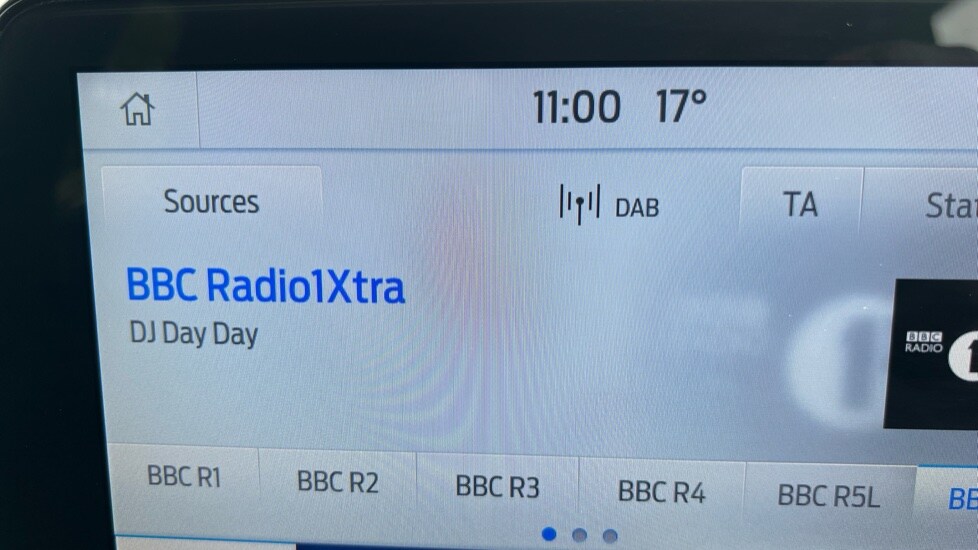 11:00 17°
Sources DAB TA
BBC Radio1Xtra
DJ Day Day
BBC
RADIO 1
BBC R1 BBC R2 BBC R3 BBC R4 BBC R5L